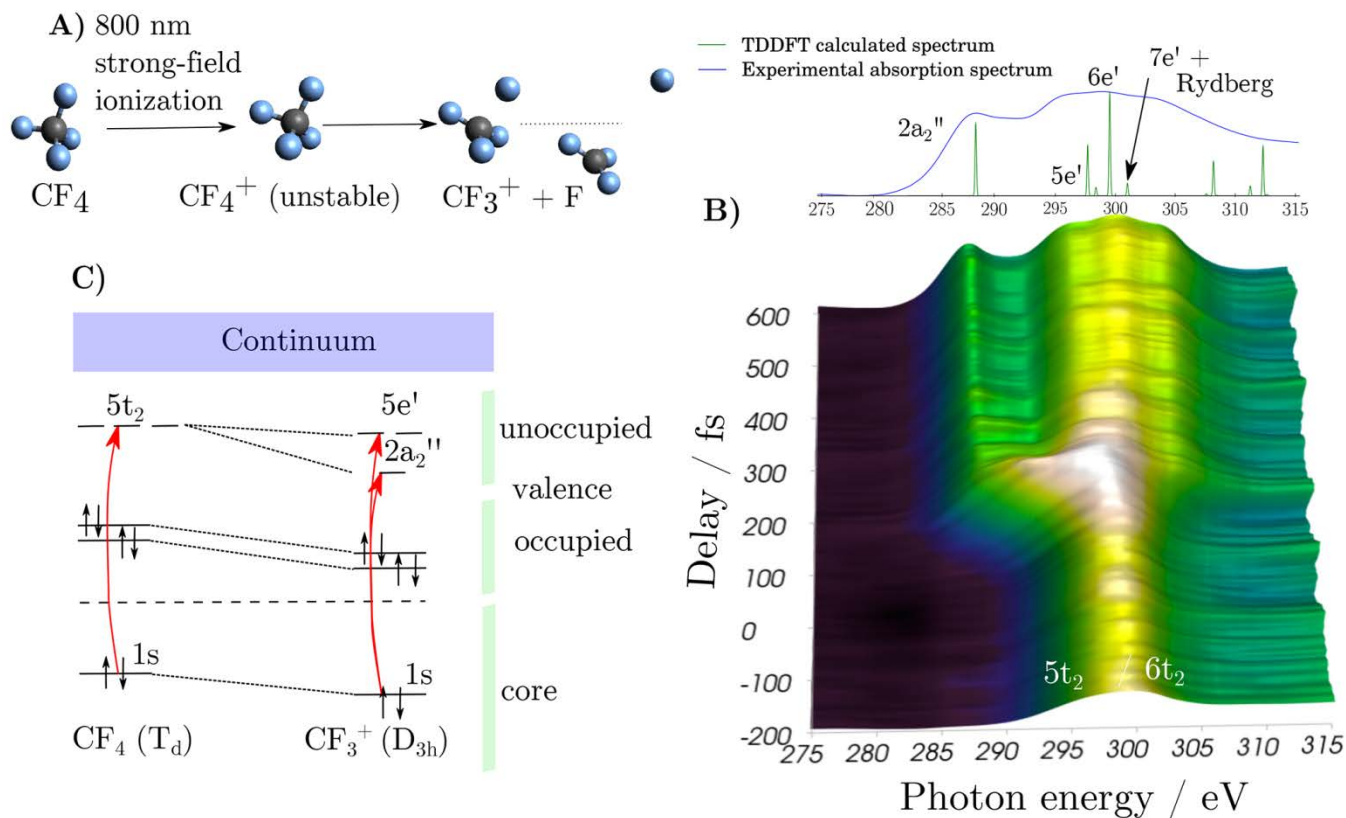 A) 800 nm
strong-field
ionization
CF₄
CF₄⁺ (unstable)
CF₃⁺ + F
TDDFT calculated spectrum
Experimental absorption spectrum
2a₂"
5e'
6e'
7e' +
Rydberg
275 280 285 290 295 300 305 310 315
B)
600
500
400
300
200
100
0
-100
-200
Delay / fs
5t₂ / 6t₂
275 280 285 290 295 300 305 310 315
Photon energy / eV
C)
Continuum
5t₂
5e'
2a₂"
unoccupied
valence
occupied
1s
1s
core
CF₄ (T_d)
CF₃⁺ (D₃ₕ)